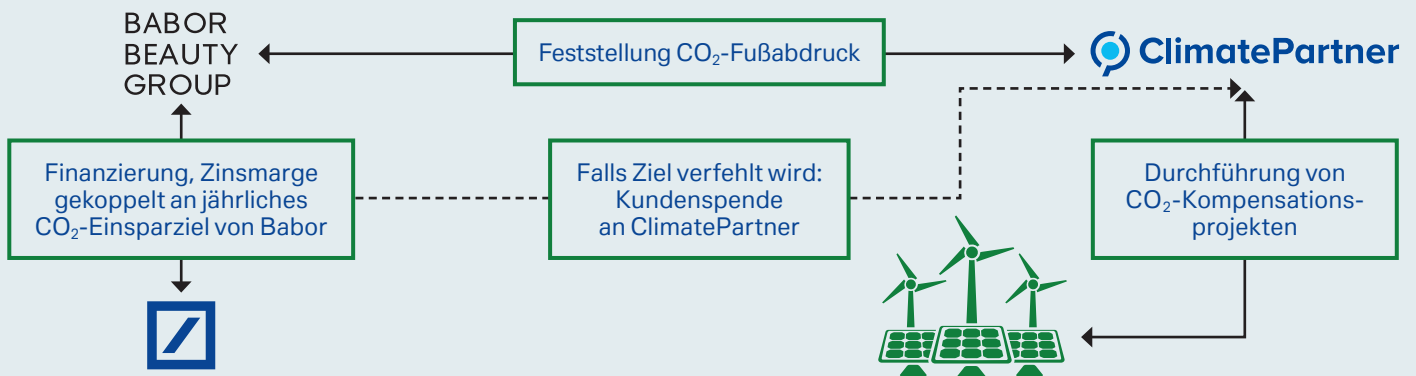 BABOR
BEAUTY
GROUP
Feststellung CO₂-Fußabdruck
ClimatePartner
Finanzierung, Zinsmarge
gekoppelt an jährliches
CO₂-Einsparziel von Babor
Falls Ziel verfehlt wird:
Kundenspende
an ClimatePartner
Durchführung von
CO₂-Kompensations-
projekten